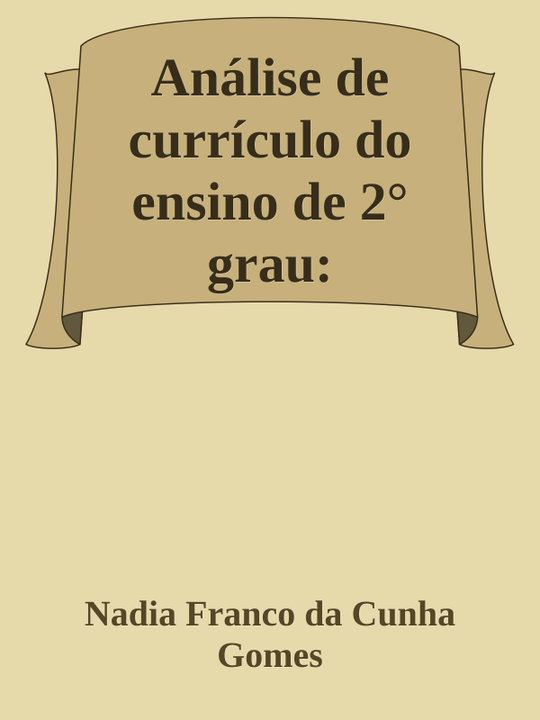 Análise de
currículo do
ensino de 2°
grau:
Nadia Franco da Cunha
Gomes